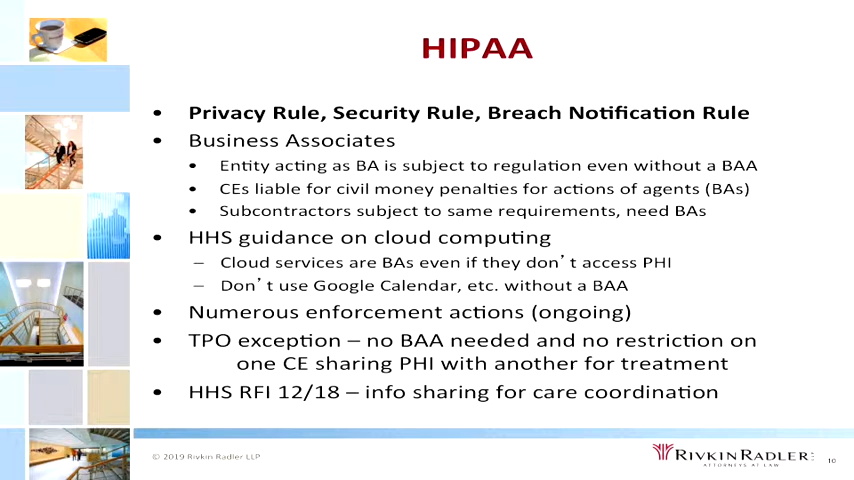 HIPAA
• Privacy Rule, Security Rule, Breach Notification Rule
• Business Associates
• Entity acting as BA is subject to regulation even without a BAA
• CEs liable for civil money penalties for actions of agents (BAs)
• Subcontractors subject to same requirements, need BAs
• HHS guidance on cloud computing
– Cloud services are BAs even if they don’t access PHI
– Don’t use Google Calendar, etc. without a BAA
• Numerous enforcement actions (ongoing)
• TPO exception – no BAA needed and no restriction on
one CE sharing PHI with another for treatment
• HHS RFI 12/18 – info sharing for care coordination
© 2019 Rivkin Radler LLP
RIVKINRADLER LLP
ATTORNEYS AT LAW
10